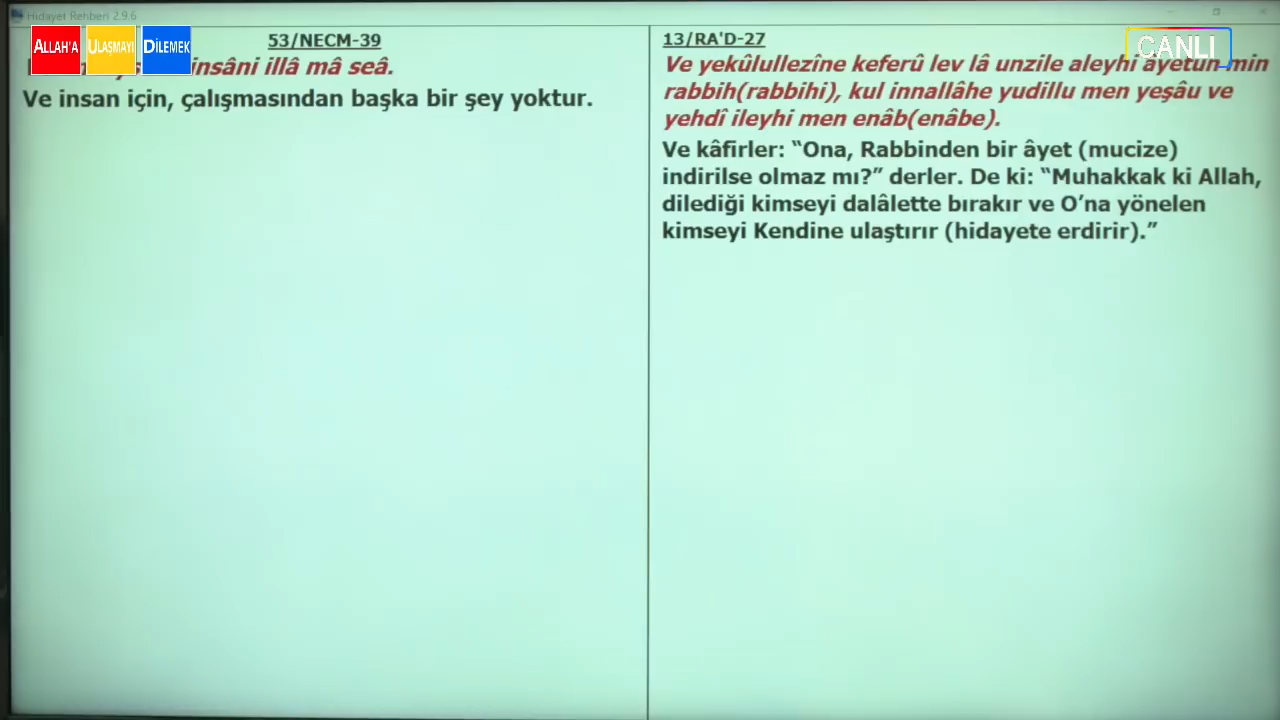 Hidayet Rehberi 2.9.6
ALLAH'A ULAŞMAYI DİLEMEK
CANLI
53/NECM-39
insâni illâ mâ seâ.
Ve insan için, çalışmasından başka bir şey yoktur.
13/RA'D-27
Ve yekûlullezîne keferû lev lâ unzile aleyhi âyetun min
rabbih(rabbihi), kul innallâhe yudillu men yeşâu ve
yehdî ileyhi men enâb(enâbe).
Ve kâfirler: “Ona, Rabbinden bir âyet (mucize)
indirilse olmaz mı?” derler. De ki: “Muhakkak ki Allah,
dilediği kimseyi dalâlette bırakır ve O’na yönelen
kimseyi Kendine ulaştırır (hidayete erdirir).”